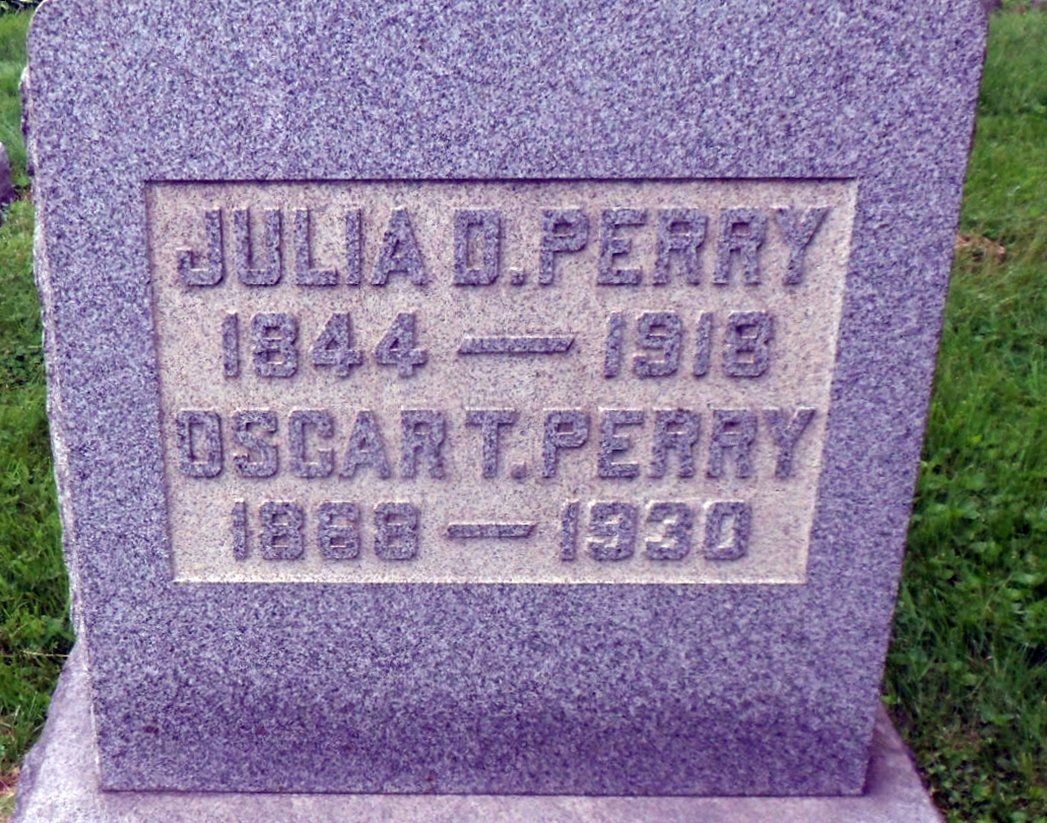 JULIA D. PERRY
1844 — 1918
OSCAR T. PERRY
1868 — 1930